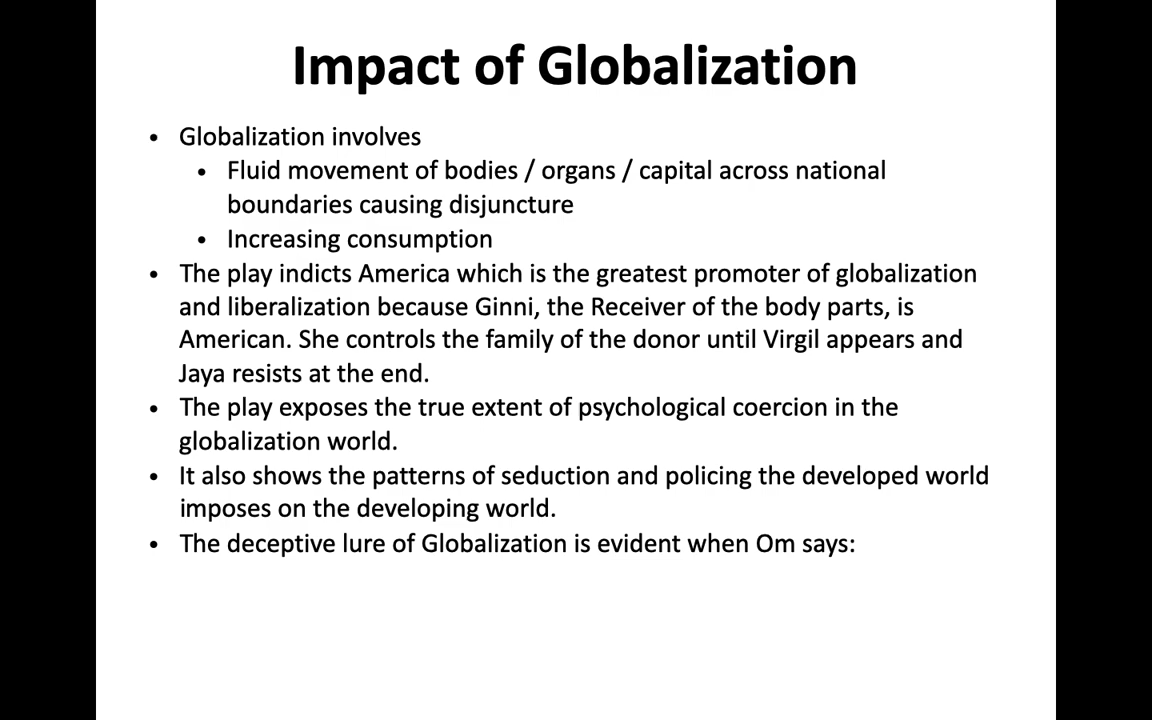 Impact of Globalization
• Globalization involves
• Fluid movement of bodies / organs / capital across national
boundaries causing disjuncture
• Increasing consumption
• The play indicts America which is the greatest promoter of globalization
and liberalization because Ginni, the Receiver of the body parts, is
American. She controls the family of the donor until Virgil appears and
Jaya resists at the end.
• The play exposes the true extent of psychological coercion in the
globalization world.
• It also shows the patterns of seduction and policing the developed world
imposes on the developing world.
• The deceptive lure of Globalization is evident when Om says: